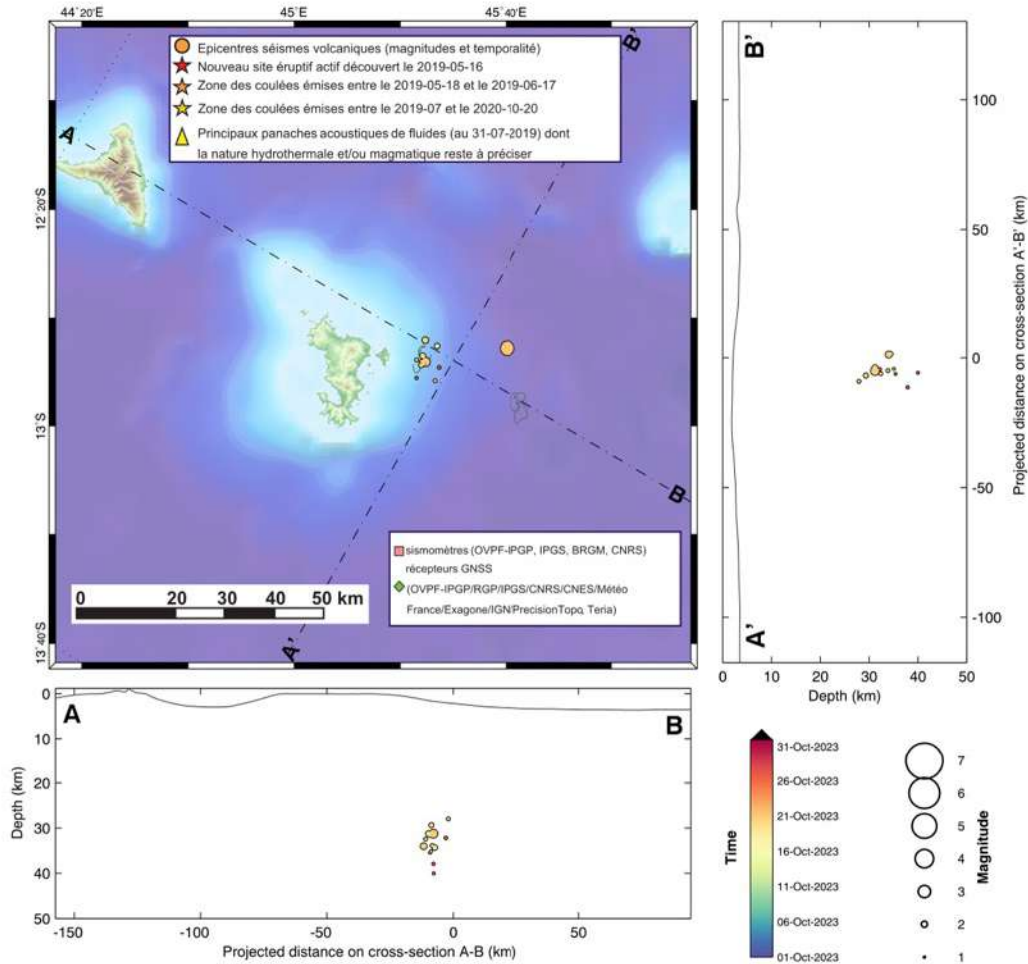 44°20'E
45°E
45°40'E
Epicentres séismes volcaniques (magnitudes et temporalité)
Nouveau site éruptif actif découvert le 2019-05-16
Zone des coulées émises entre le 2019-05-18 et le 2019-06-17
Zone des coulées émises entre le 2019-07 et le 2020-10-20
Principaux panaches acoustiques de fluides (au 31-07-2019) dont
la nature hydrothermale et/ou magmatique reste à préciser
A
B'
12°20'S
13°S
13°40'S
B
A'
sismomètres (OVPF-IPGP, IPGS, BRGM, CNRS)
récepteurs GNSS
(OVPF-IPGP/RGP/IPGS/CNRS/CNES/Météo
France/Exagone/IGN/PrecisionTopo, Teria)
0 20 30 40 50 km
B'
100
50
0
-50
-100
Projected distance on cross-section A'-B' (km)
A'
0 10 20 30 40 50
Depth (km)
A
B
0
10
20
30
40
50
Depth (km)
-150 -100 -50 0 50
Projected distance on cross-section A-B (km)
Time
31-Oct-2023
26-Oct-2023
21-Oct-2023
16-Oct-2023
11-Oct-2023
06-Oct-2023
01-Oct-2023
7
6
5
4
3
2
1
Magnitude